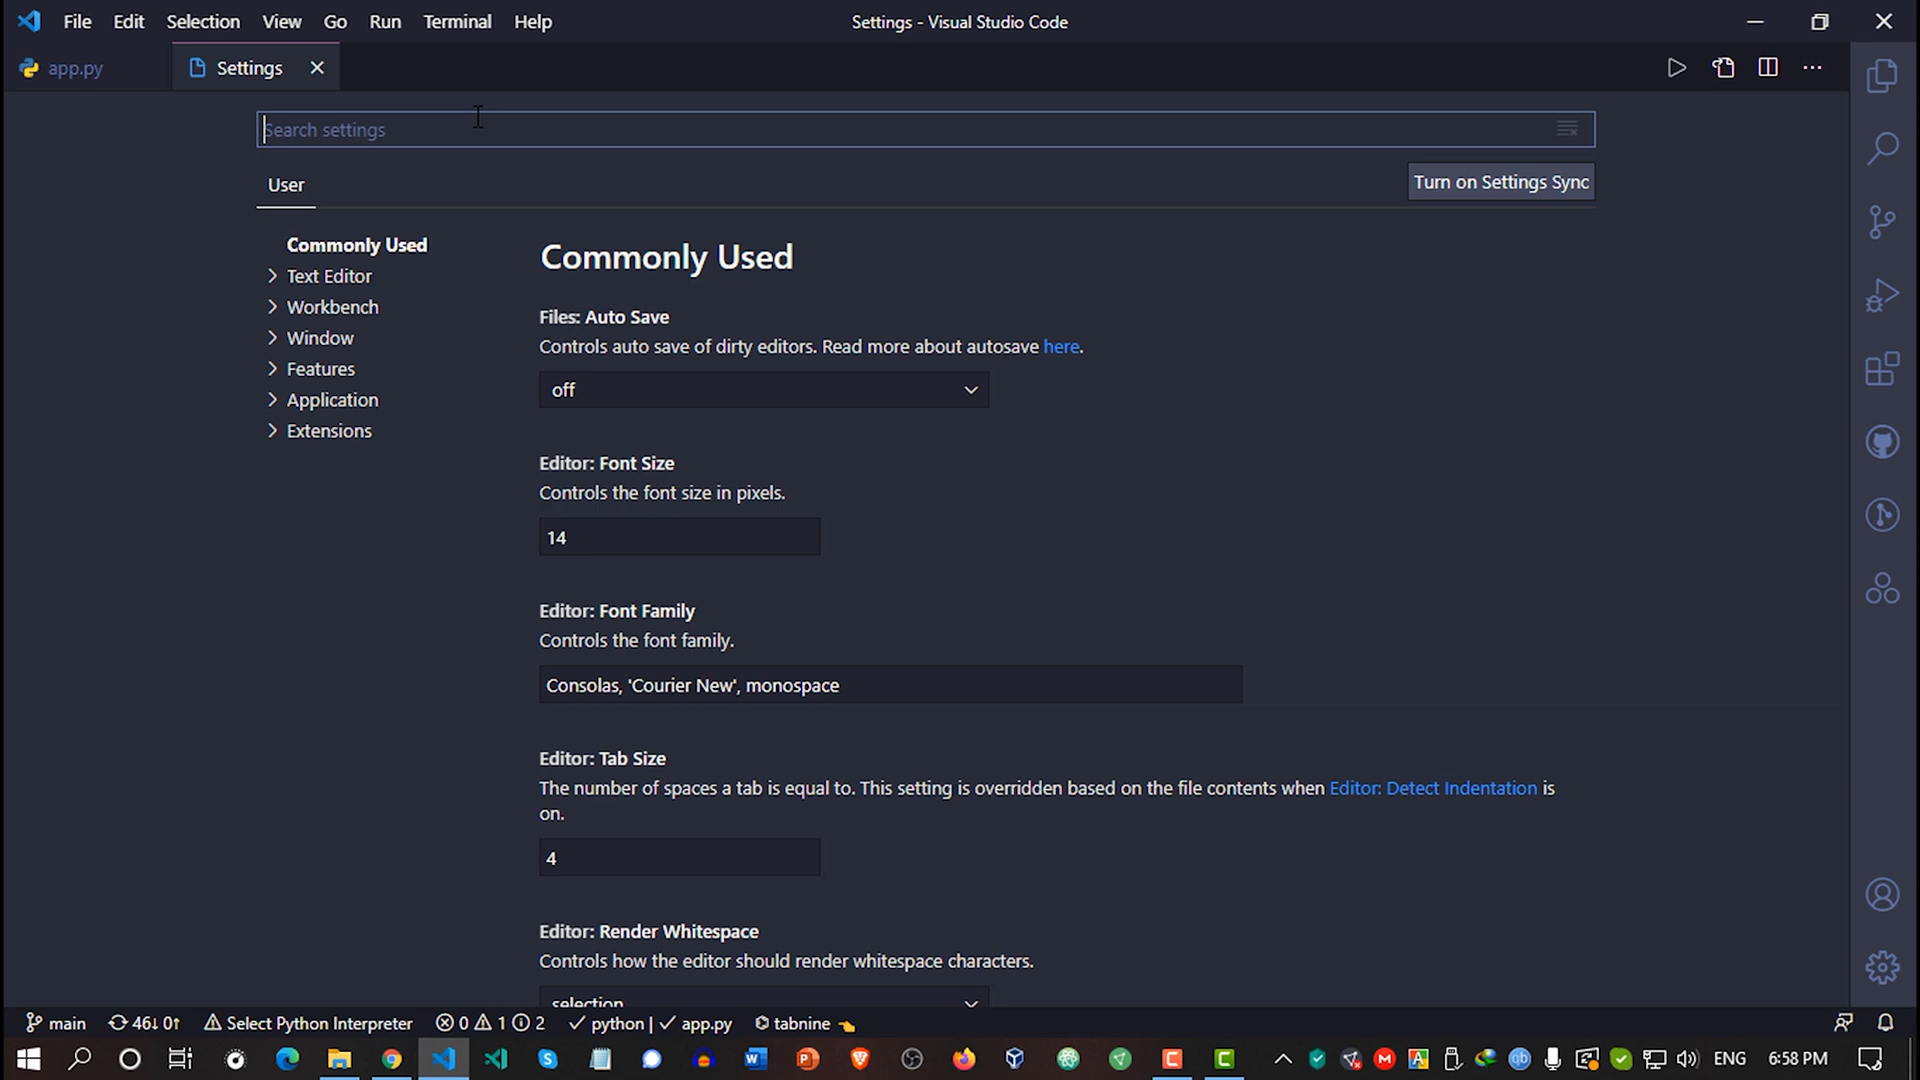 File Edit Selection View Go Run Terminal Help
Settings - Visual Studio Code
app.py
Settings
Search settings
User
Turn on Settings Sync
Commonly Used
Text Editor
Workbench
Window
Features
Application
Extensions
Commonly Used
Files: Auto Save
Controls auto save of dirty editors. Read more about autosave here.
off
Editor: Font Size
Controls the font size in pixels.
14
Editor: Font Family
Controls the font family.
Consolas, 'Courier New', monospace
Editor: Tab Size
The number of spaces a tab is equal to. This setting is overridden based on the file contents when Editor: Detect Indentation is
on.
4
Editor: Render Whitespace
Controls how the editor should render whitespace characters.
selection
main 46↓ 0↑ Select Python Interpreter 0 1 2 ✓ python | ✓ app.py tabnine
ENG 6:58 PM